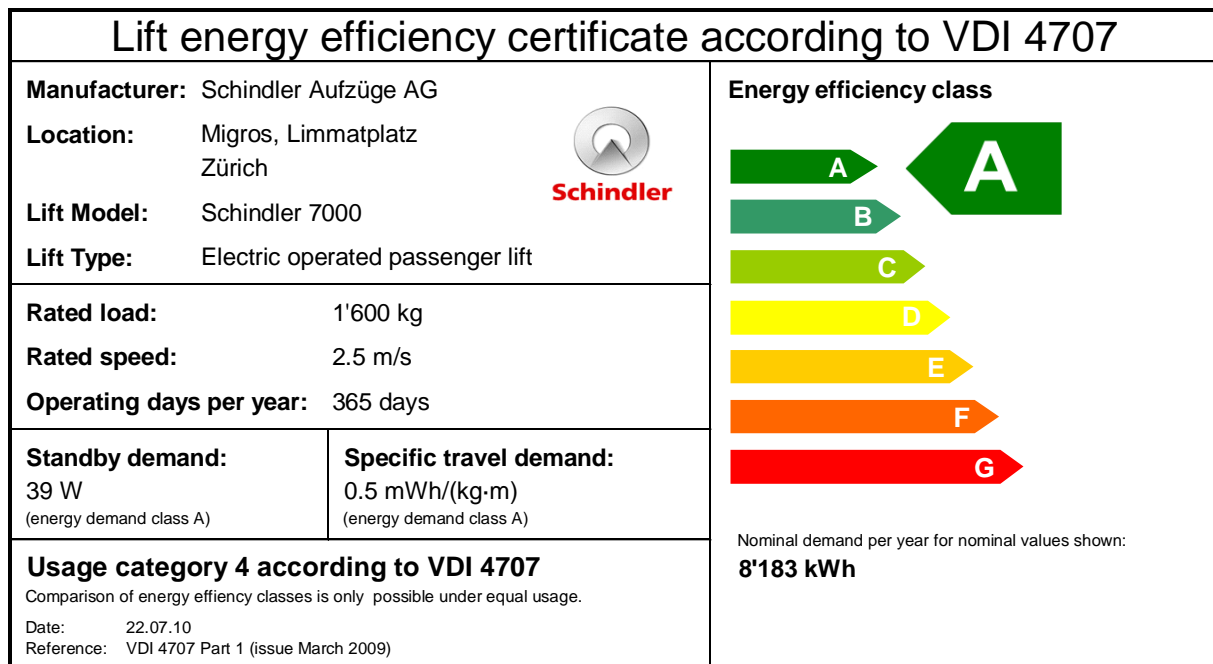 Lift energy efficiency certificate according to VDI 4707
Manufacturer: Schindler Aufzüge AG
Location: Migros, Limmatplatz
Zürich
Schindler
Lift Model: Schindler 7000
Lift Type: Electric operated passenger lift
Rated load: 1'600 kg
Rated speed: 2.5 m/s
Operating days per year: 365 days
Standby demand:
39 W
(energy demand class A)
Specific travel demand:
0.5 mWh/(kg·m)
(energy demand class A)
Usage category 4 according to VDI 4707
Comparison of energy effiency classes is only possible under equal usage.
Date: 22.07.10
Reference: VDI 4707 Part 1 (issue March 2009)
Energy efficiency class
A
A
B
C
D
E
F
G
Nominal demand per year for nominal values shown:
8'183 kWh